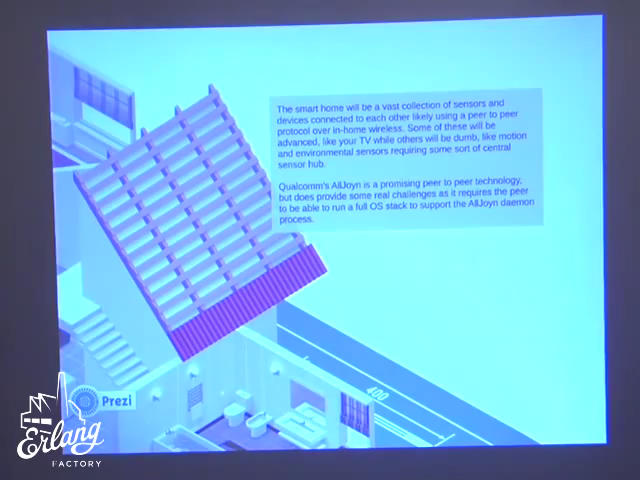 The smart home will be a vast collection of sensors and
devices connected to each other likely using a peer to peer
protocol over in-home wireless. Some of these will be
advanced, like your TV while others will be dumb, like motion
and environmental sensors requiring some sort of central
sensor hub.
Qualcomm's AllJoyn is a promising peer to peer technology,
but does provide some real challenges as it requires the peer
to be able to run a full OS stack to support the AllJoyn daemon
process.
400
Prezi
Erlang
FACTORY